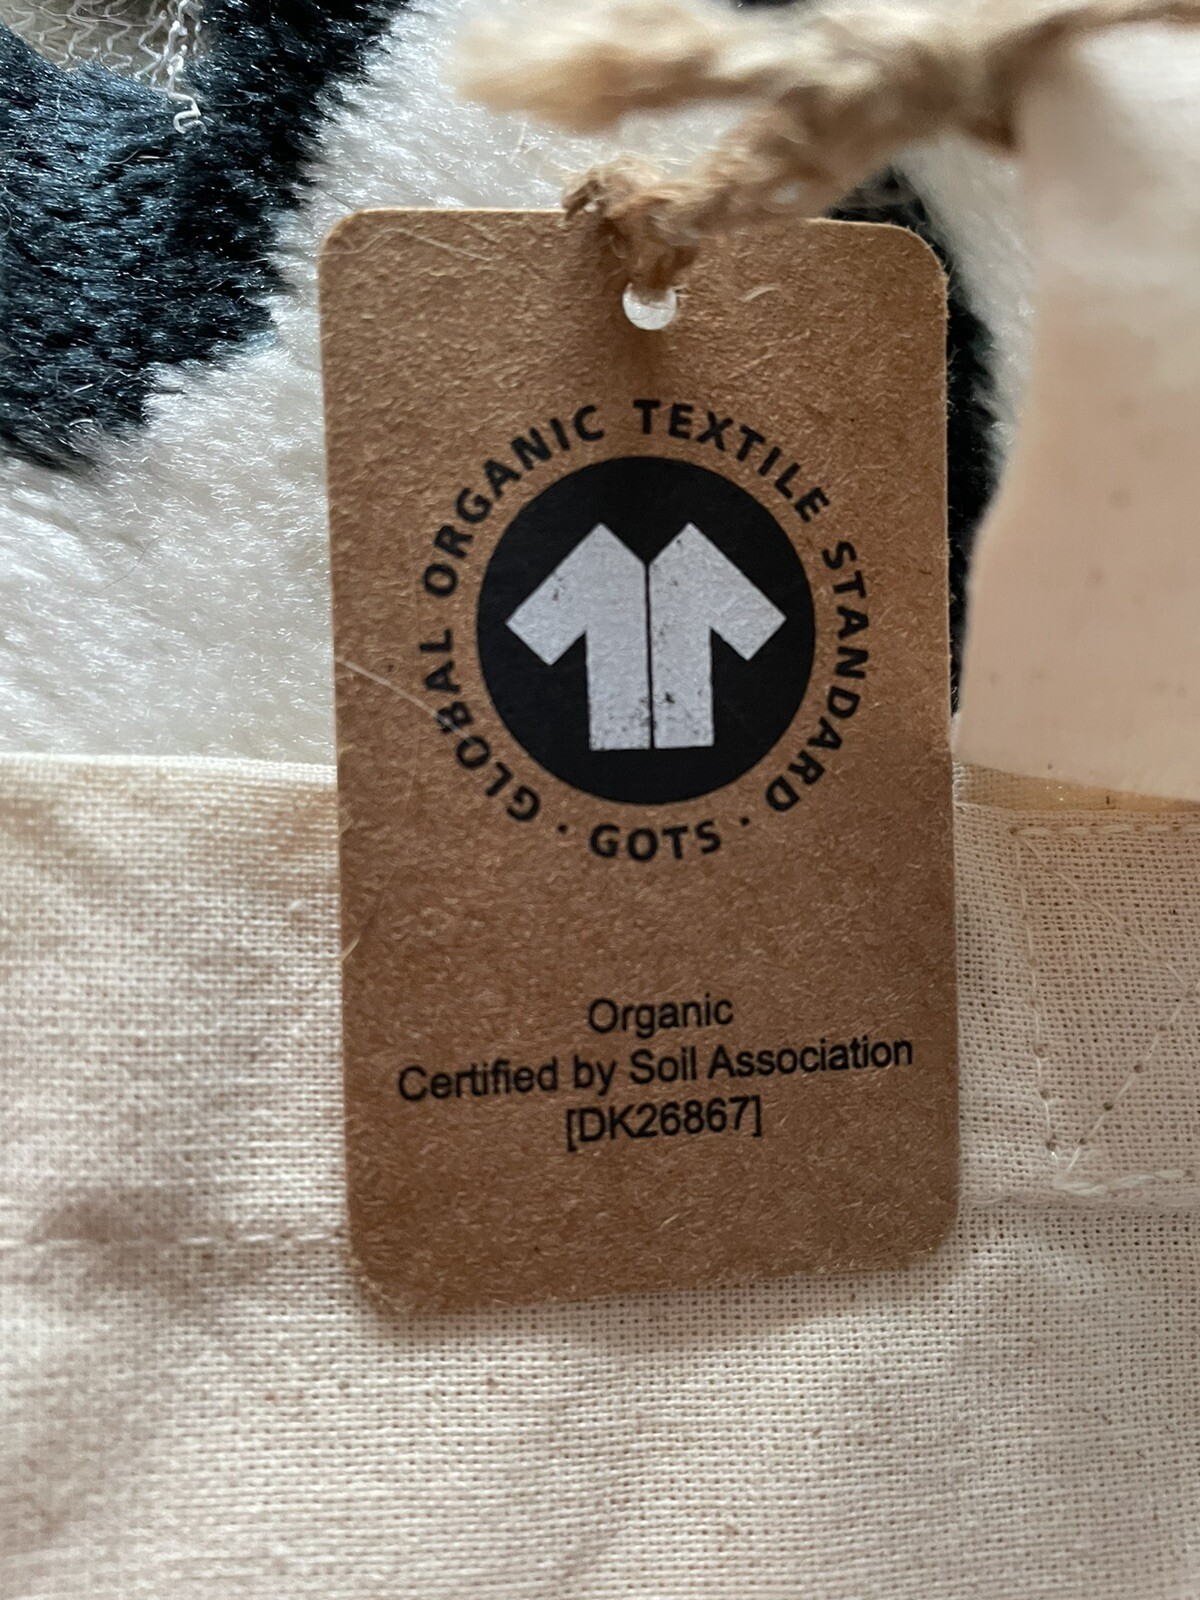 GLOBAL ORGANIC TEXTILE STANDARD · GOTS ·
Organic
Certified by Soil Association
[DK26867]